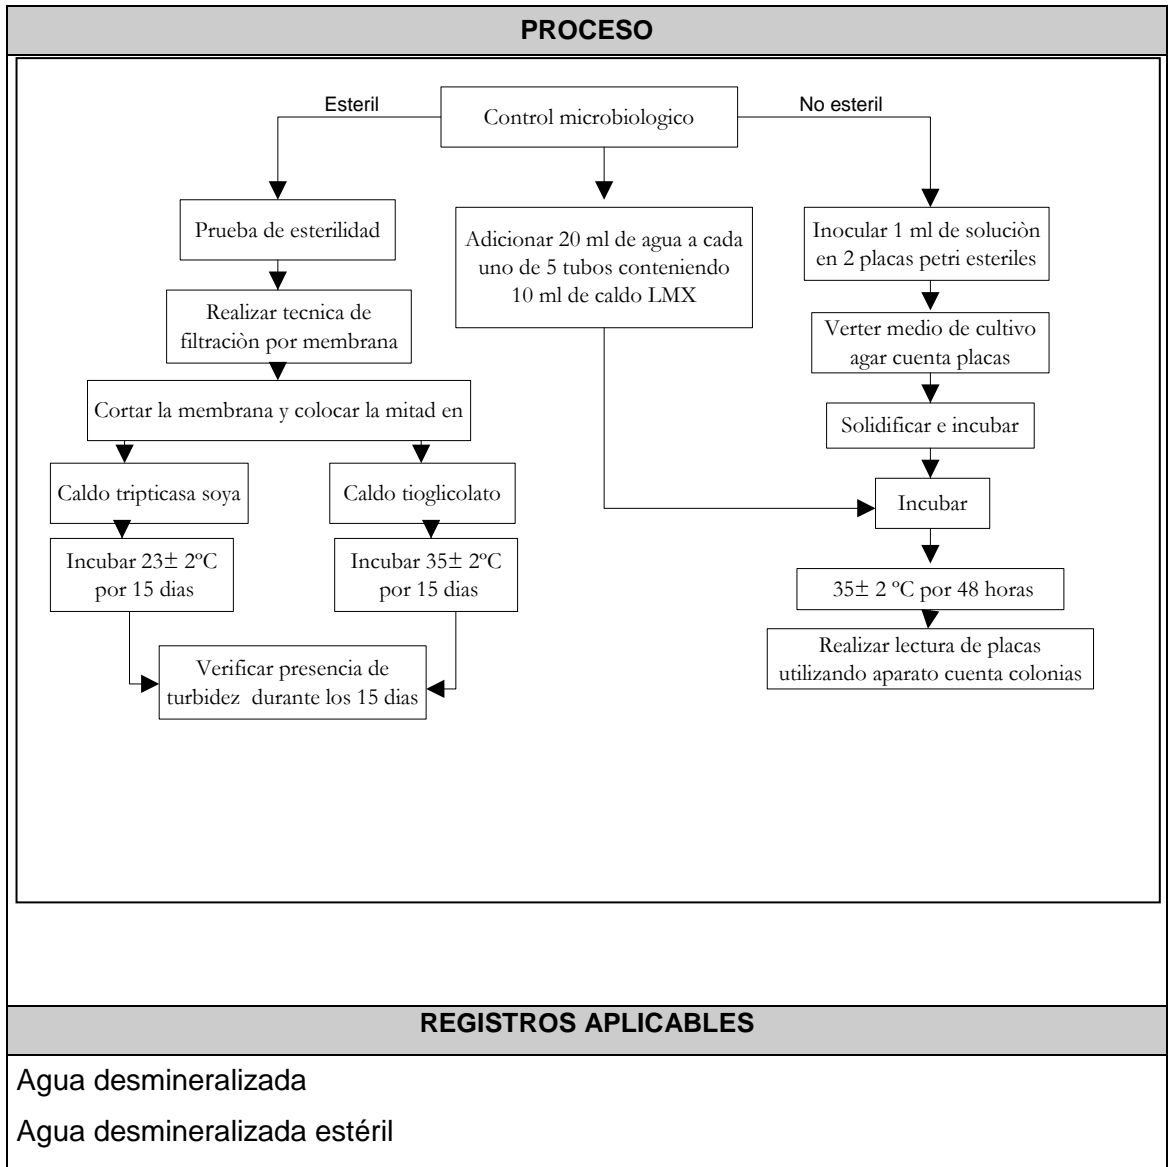 PROCESO
Esteril
Control microbiologico
No esteril
Prueba de esterilidad
Realizar tecnica de
filtraciòn por membrana
Cortar la membrana y colocar la mitad en
Caldo tripticasa soya
Caldo tioglicolato
Incubar 23± 2ºC
por 15 dias
Incubar 35± 2ºC
por 15 dias
Verificar presencia de
turbidez durante los 15 dias
Adicionar 20 ml de agua a cada
uno de 5 tubos conteniendo
10 ml de caldo LMX
Inocular 1 ml de soluciòn
en 2 placas petri esteriles
Verter medio de cultivo
agar cuenta placas
Solidificar e incubar
Incubar
35± 2 ºC por 48 horas
Realizar lectura de placas
utilizando aparato cuenta colonias
REGISTROS APLICABLES
Agua desmineralizada
Agua desmineralizada estéril